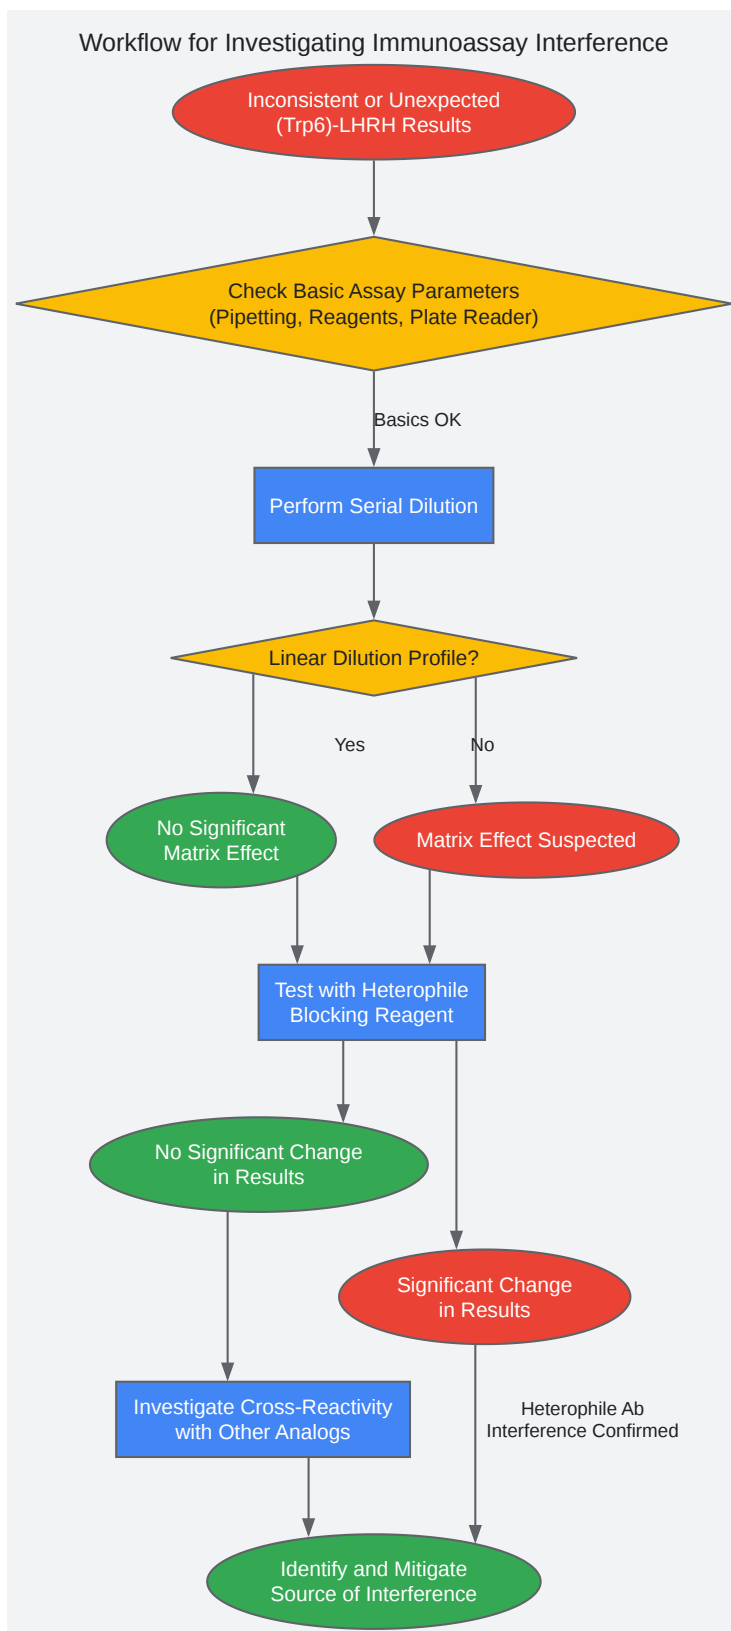 Workflow for Investigating Immunoassay Interference
Inconsistent or Unexpected
(Trp6)-LHRH Results
Check Basic Assay Parameters
(Pipetting, Reagents, Plate Reader)
Basics OK
Perform Serial Dilution
Linear Dilution Profile?
Yes
No
No Significant
Matrix Effect
Matrix Effect Suspected
Test with Heterophile
Blocking Reagent
No Significant Change
in Results
Significant Change
in Results
Investigate Cross-Reactivity
with Other Analogs
Heterophile Ab
Interference Confirmed
Identify and Mitigate
Source of Interference